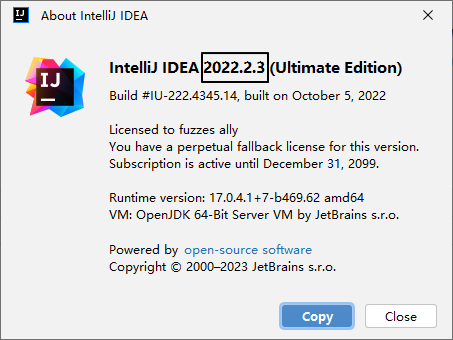 About IntelliJ IDEA
IJ
IntelliJ IDEA 2022.2.3 (Ultimate Edition)
Build #IU-222.4345.14, built on October 5, 2022
Licensed to fuzzes ally
You have a perpetual fallback license for this version.
Subscription is active until December 31, 2099.
Runtime version: 17.0.4.1+7-b469.62 amd64
VM: OpenJDK 64-Bit Server VM by JetBrains s.r.o.
Powered by open-source software
Copyright © 2000–2023 JetBrains s.r.o.
Copy Close